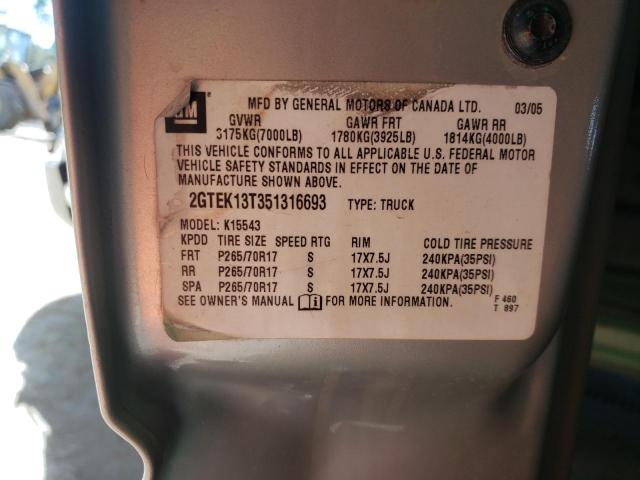 GM MFD BY GENERAL MOTORS OF CANADA LTD. 03/05
GVWR GAWR FRT GAWR RR
3175KG(7000LB) 1780KG(3925LB) 1814KG(4000LB)
THIS VEHICLE CONFORMS TO ALL APPLICABLE U.S. FEDERAL MOTOR
VEHICLE SAFETY STANDARDS IN EFFECT ON THE DATE OF
MANUFACTURE SHOWN ABOVE.
2GTEK13T351316693 TYPE: TRUCK
MODEL: K15543
KPDD TIRE SIZE SPEED RTG RIM COLD TIRE PRESSURE
FRT P265/70R17 S 17X7.5J 240KPA(35PSI)
RR P265/70R17 S 17X7.5J 240KPA(35PSI)
SPA P265/70R17 S 17X7.5J 240KPA(35PSI)
SEE OWNER'S MANUAL FOR MORE INFORMATION. F 460
T 897